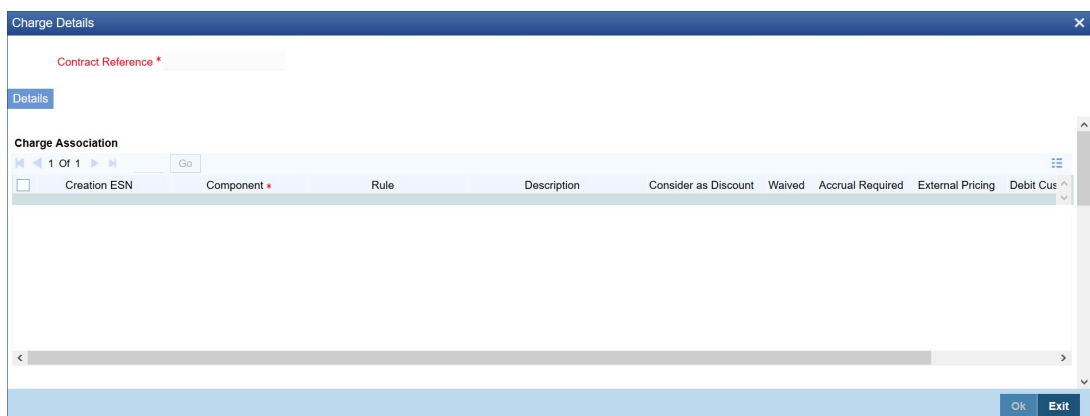 Charge Details
Contract Reference *
Details
Charge Association
1 Of 1 Go
Creation ESN Component * Rule Description Consider as Discount Waived Accrual Required External Pricing Debit Cus
Ok Exit